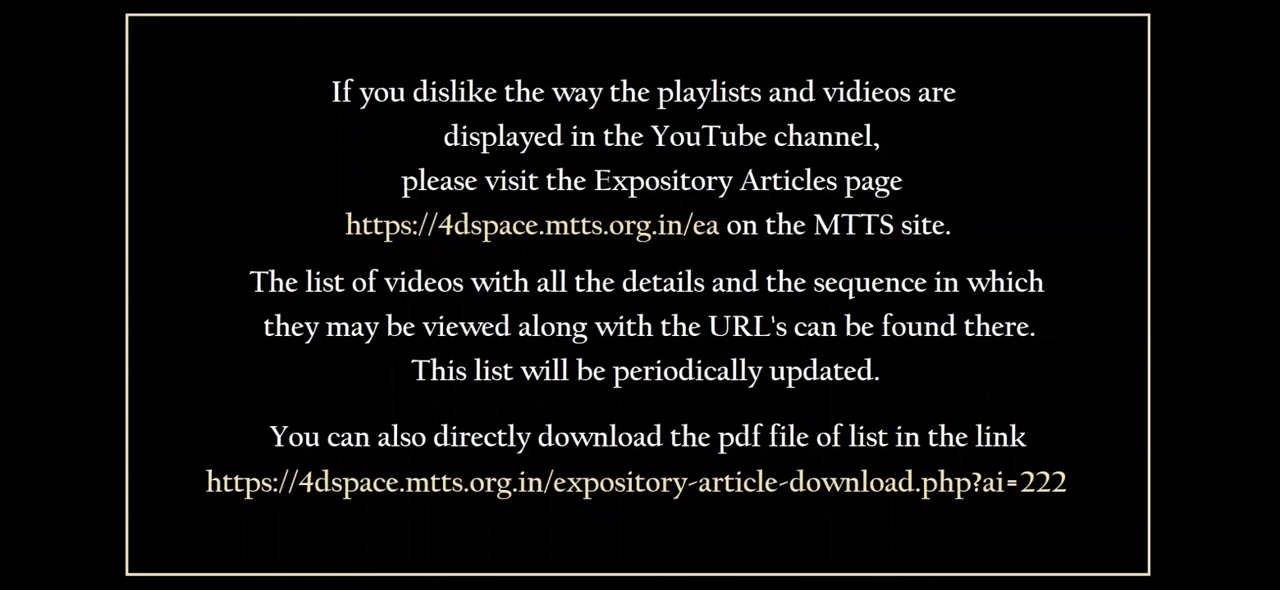 If you dislike the way the playlists and vidieos are
displayed in the YouTube channel,
please visit the Expository Articles page
https://4dspace.mtts.org.in/ea on the MTTS site.
The list of videos with all the details and the sequence in which
they may be viewed along with the URL's can be found there.
This list will be periodically updated.
You can also directly download the pdf file of list in the link
https://4dspace.mtts.org.in/expository-article-download.php?ai=222